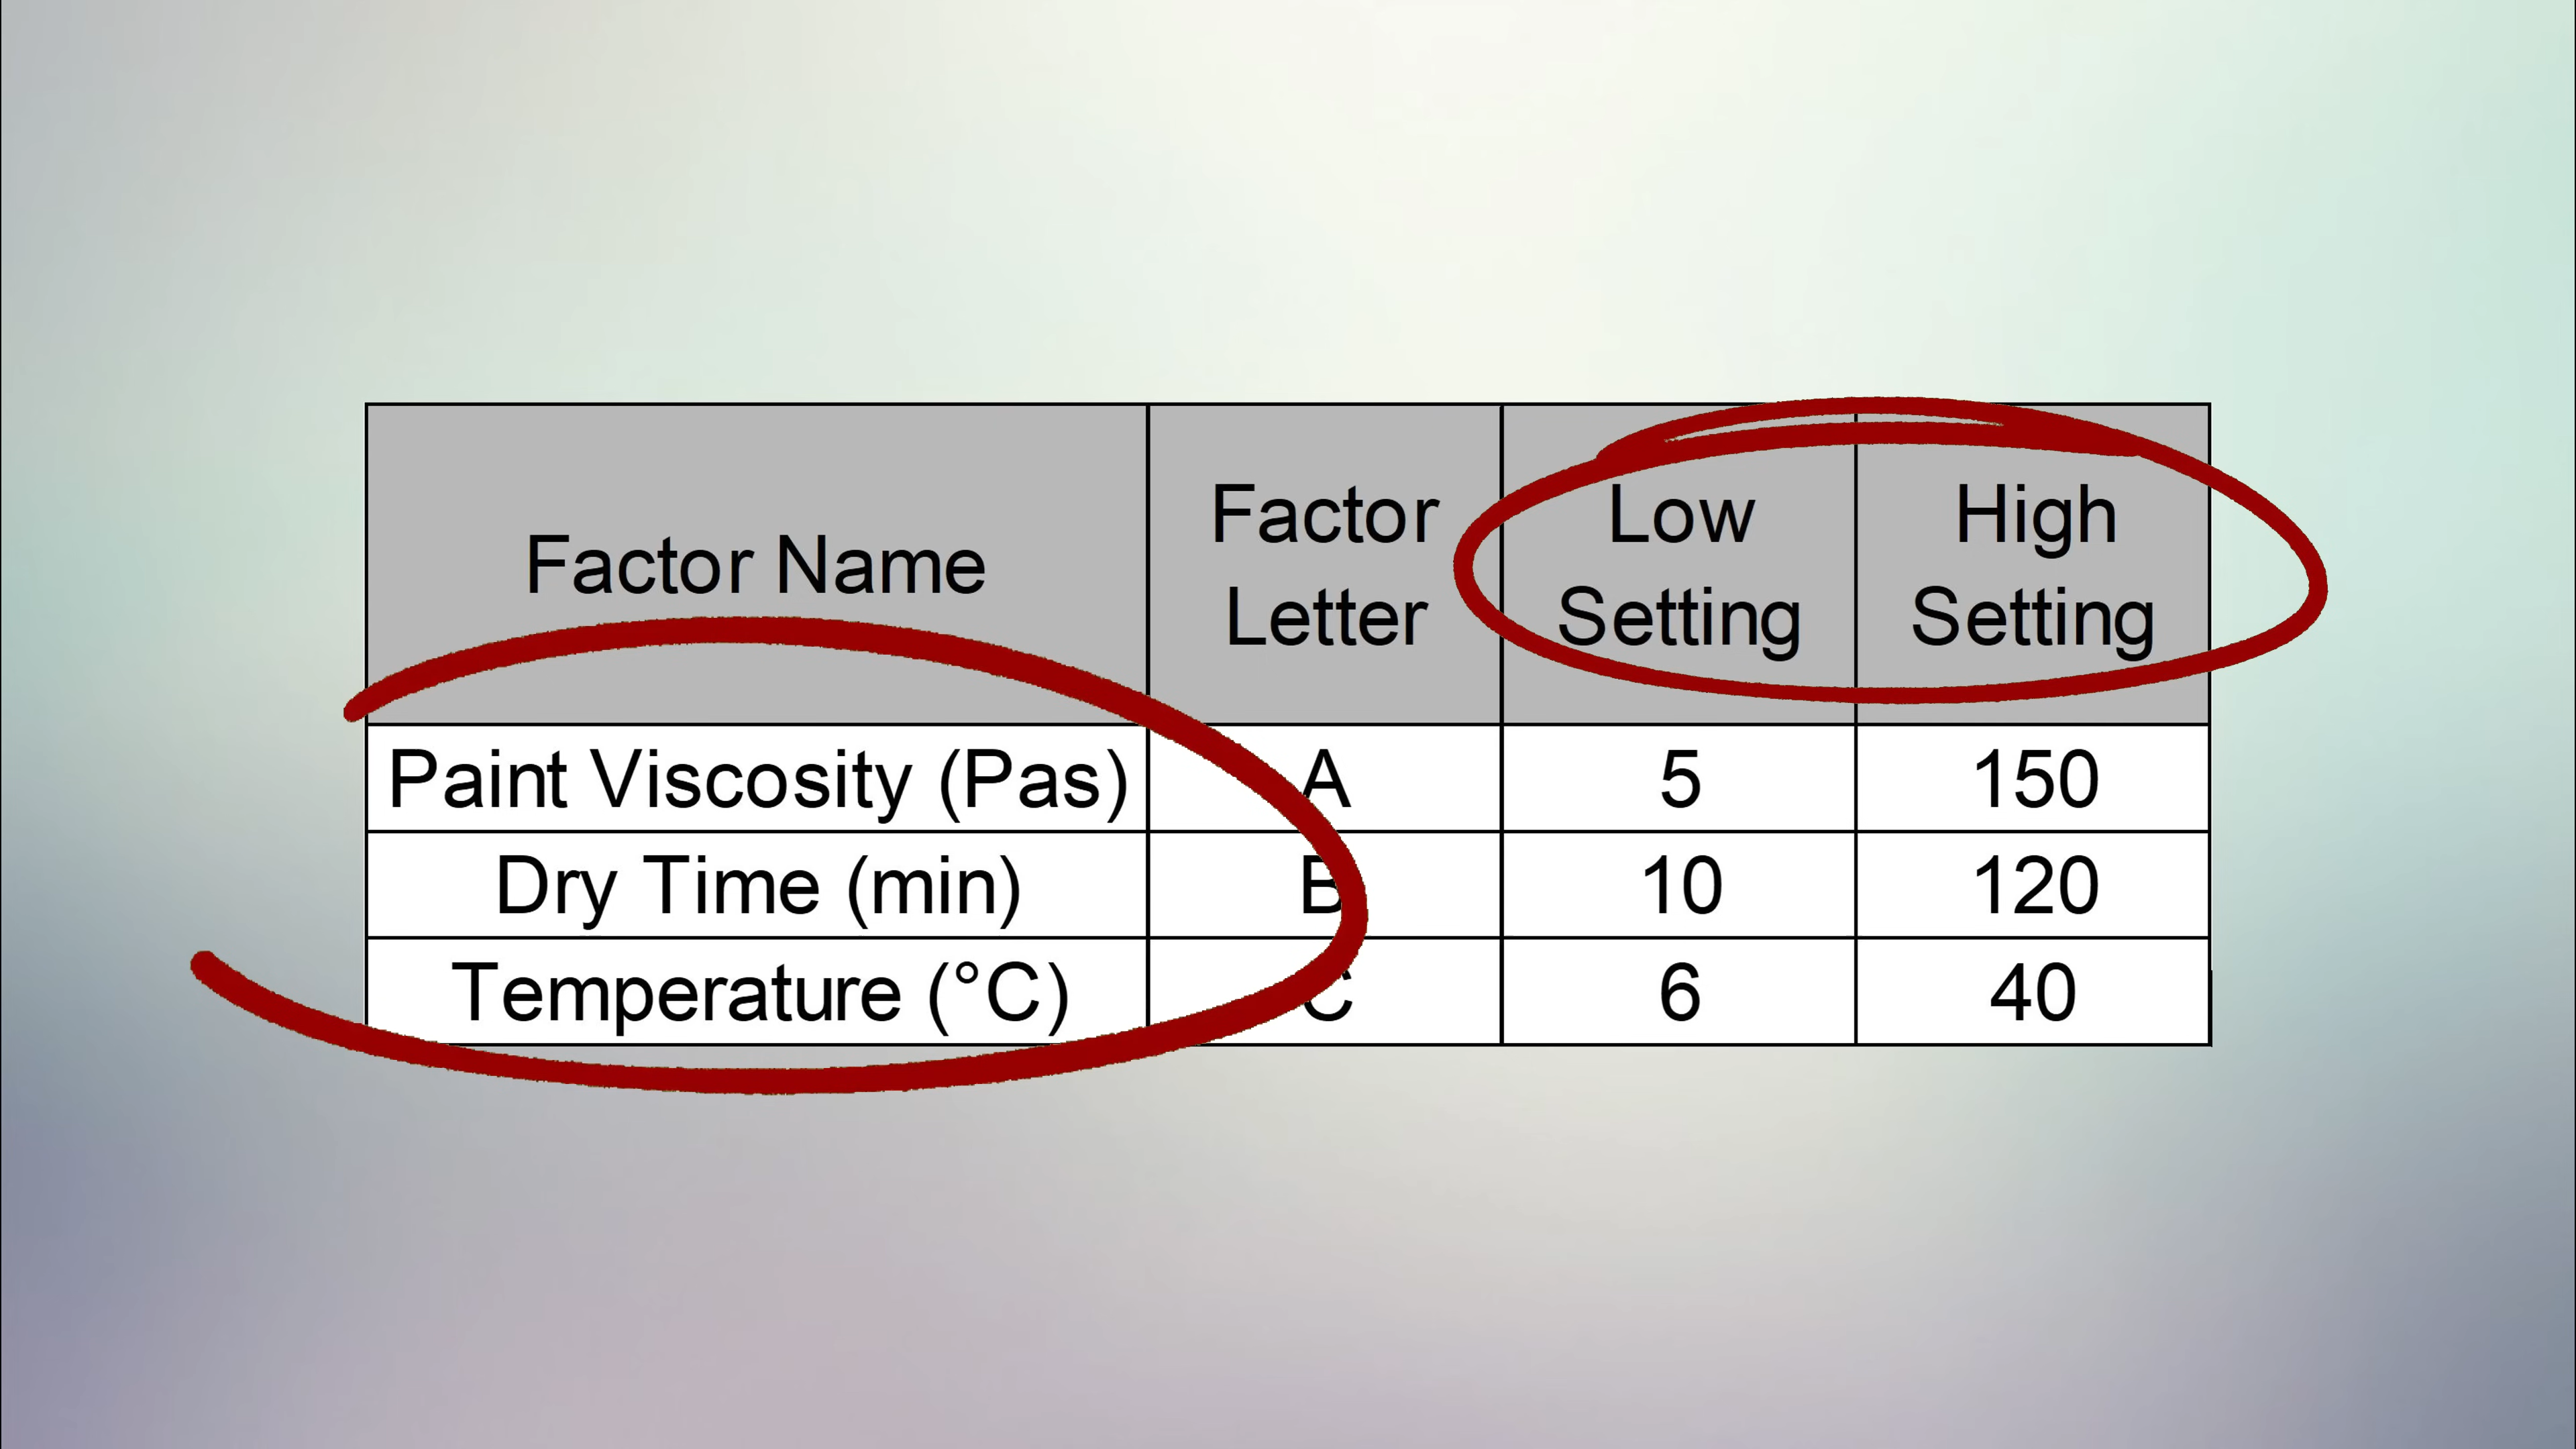 Factor Name
Factor
Letter
Low
Setting
High
Setting
Paint Viscosity (Pas) A 5 150
Dry Time (min) B 10 120
Temperature (°C) C 6 40